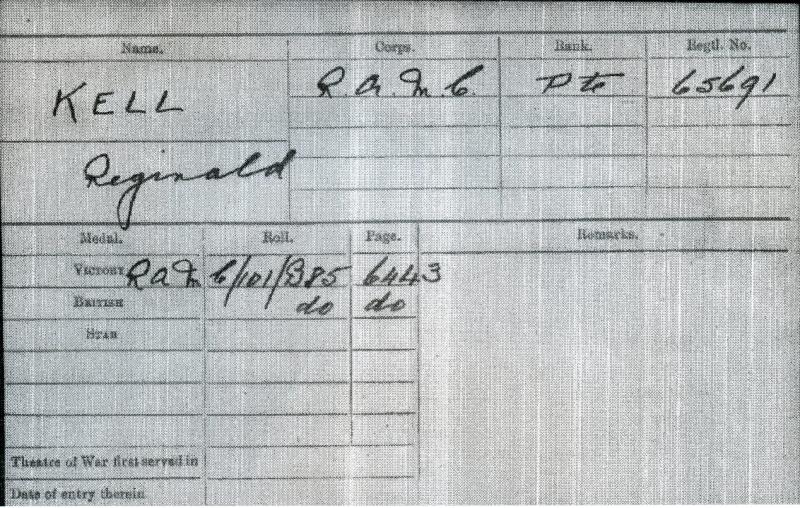 Name. Corps. Rank. Regtl. No.
KELL R.A.M.C. Pte 65691
Reginald
Medal. Roll. Page. Remarks.
VICTORY RAMC/101/B85 6443
BRITISH do do
STAR
Theatre of War first served in
Date of entry therein